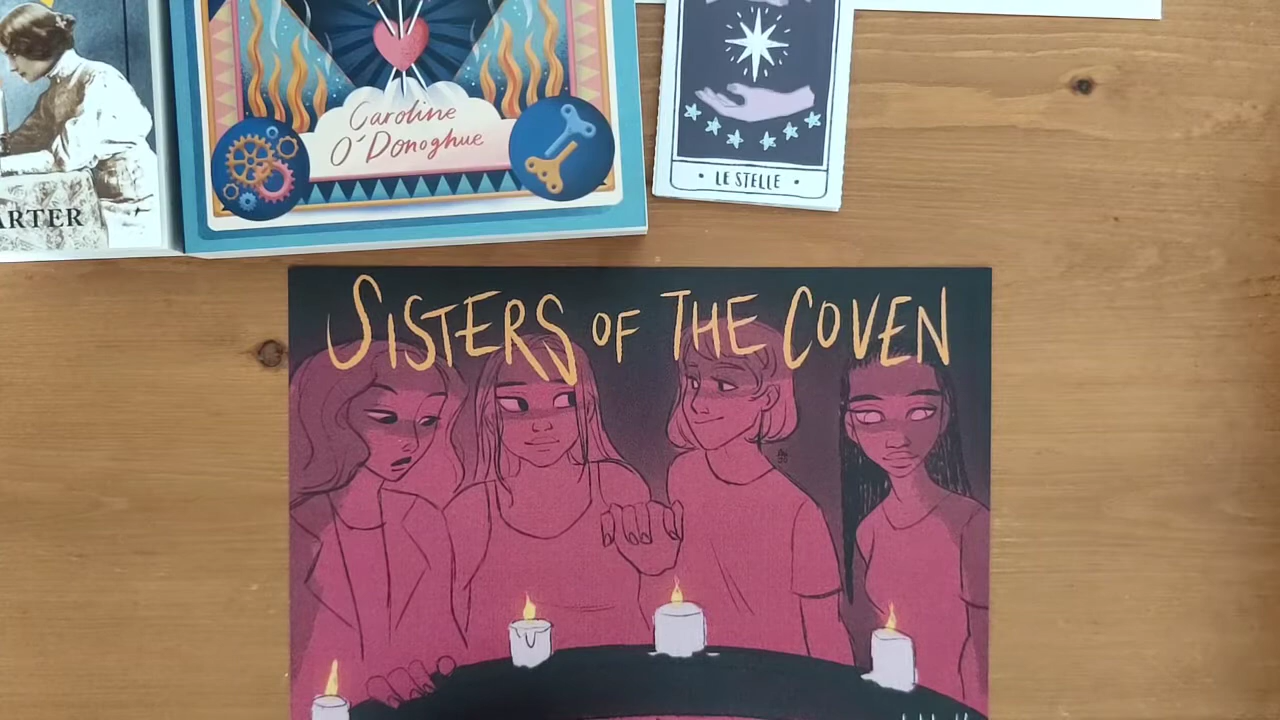 ARTER
Caroline
O'Donoghue
LE STELLE
SISTERS OF THE COVEN